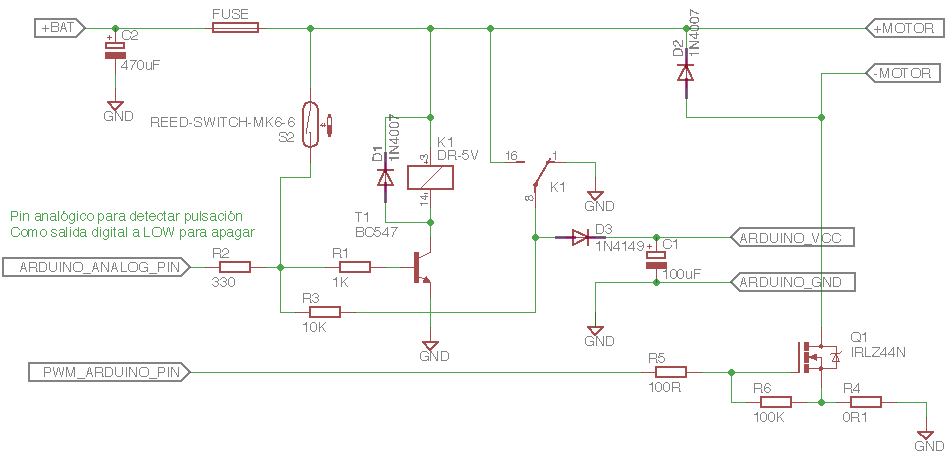 FUSE
+BAT
C2
+
470uF
GND
1N4007
D2
+MOTOR
-MOTOR
REED-SWITCH-MK6-6
S2
1N4007
D1
K1
DR-5V
3
14
16
1
8
K1
GND
Pin analógico para detectar pulsación
Como salida digital a LOW para apagar
T1
BC547
D3
1N4149
C1
+
100uF
ARDUINO_VCC
ARDUINO_ANALOG_PIN
R2
330
R1
1K
ARDUINO_GND
R3
10K
GND
GND
Q1
IRLZ44N
PWM_ARDUINO_PIN
R5
100R
R6
100K
R4
0R1
GND